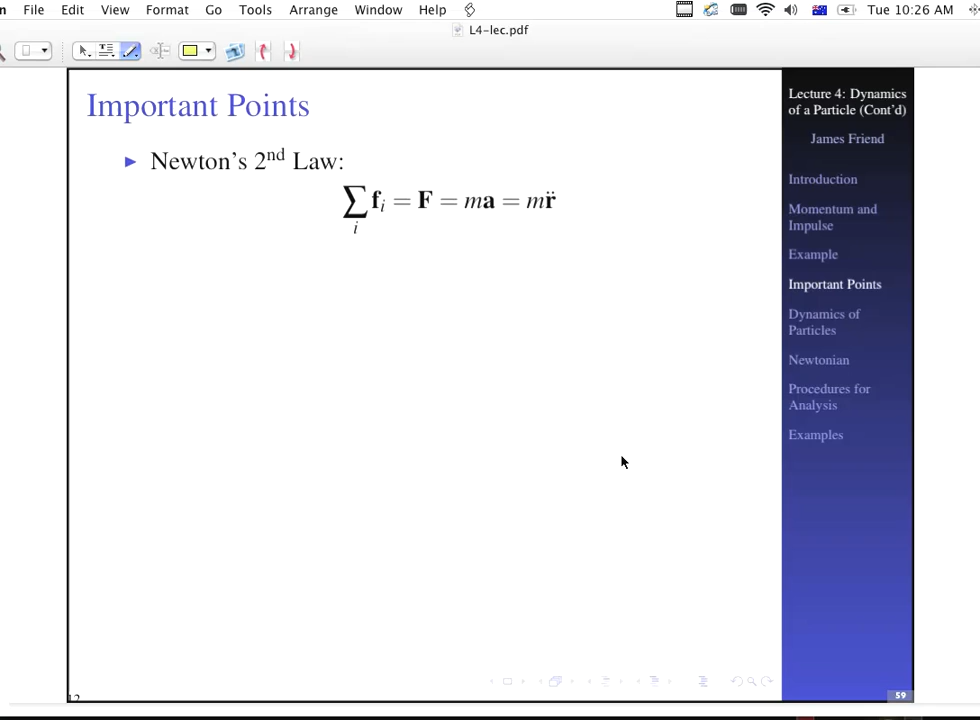 File Edit View Format Go Tools Arrange Window Help Tue 10:26 AM
L4-lec.pdf
Important Points
Newton's 2nd Law:
∑ᵢ fᵢ = F = ma = mr̈
Lecture 4: Dynamics
of a Particle (Cont'd)
James Friend
Introduction
Momentum and
Impulse
Example
Important Points
Dynamics of
Particles
Newtonian
Procedures for
Analysis
Examples
59